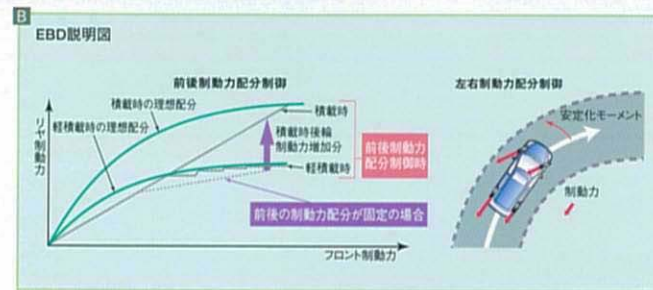 B
EBD説明図
前後制動力配分制御
積載時の理想配分
軽積載時の理想配分
リヤ制動力
積載時
積載時後輪
制動力増加分
軽積載時
前後制動力
配分制御時
前後の制動力配分が固定の場合
フロント制動力
左右制動力配分制御
安定化モーメント
制動力